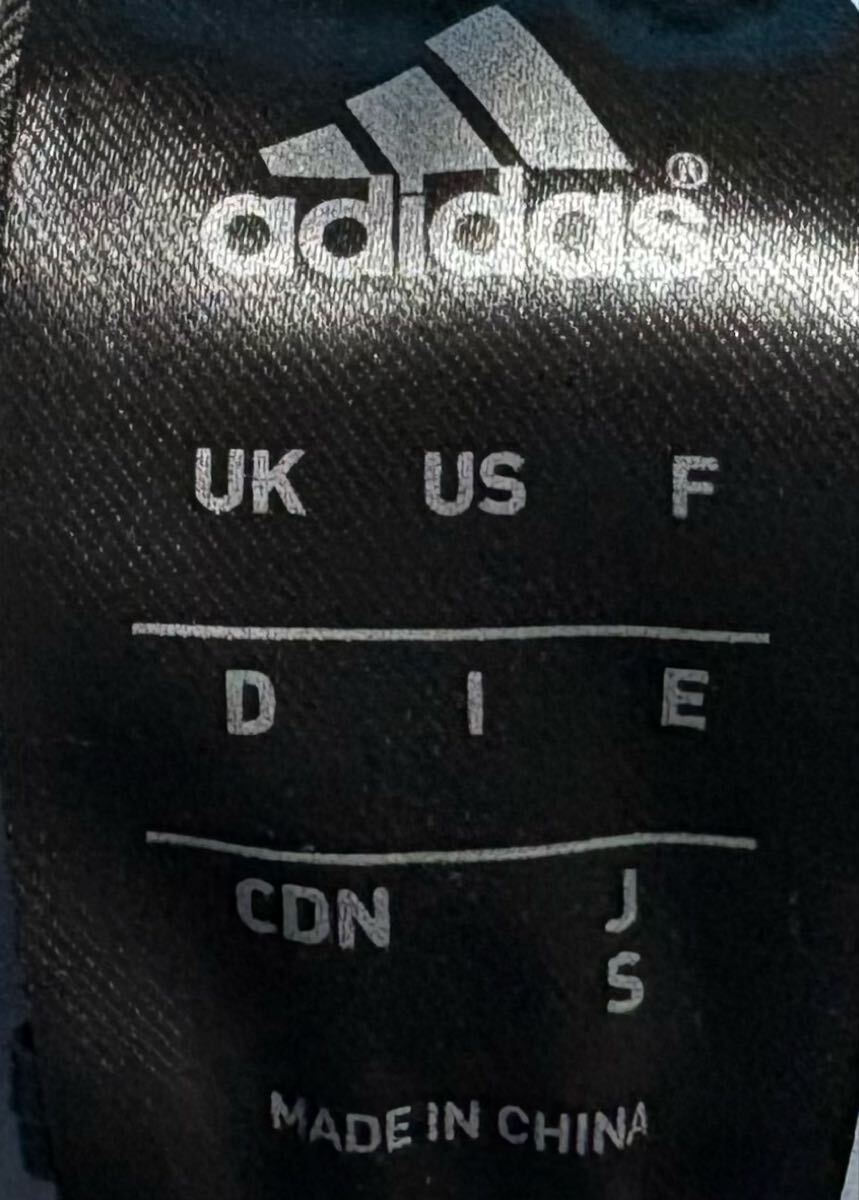 adidas®
UK US F
D I E
CDN J
S
MADE IN CHINA